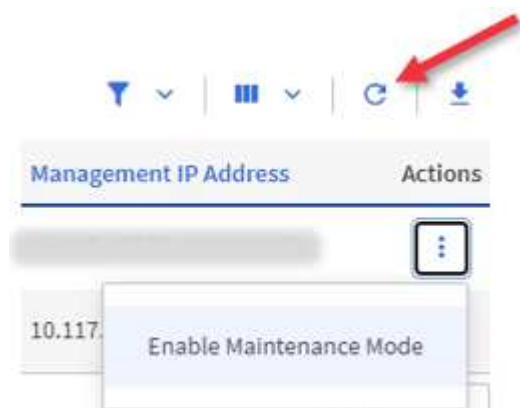 Management IP Address Actions
10.117.
Enable Maintenance Mode